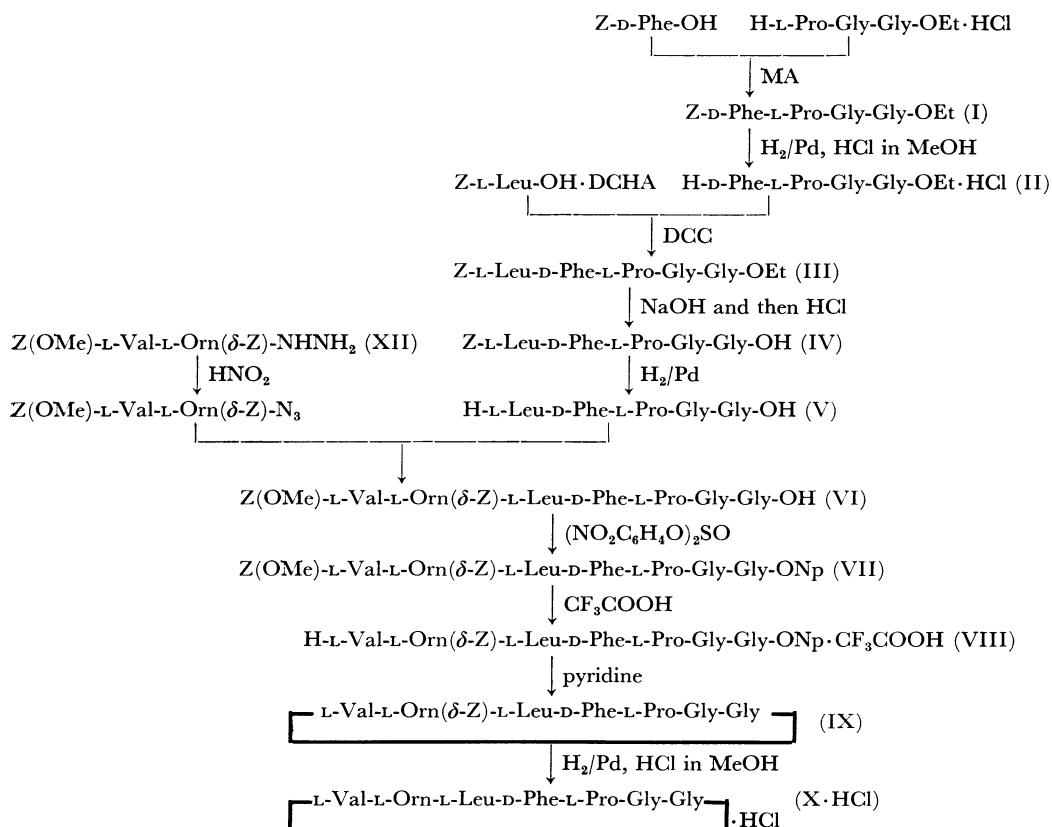 Z-D-Phe-OH H-L-Pro-Gly-Gly-OEt·HCl
MA
Z-D-Phe-L-Pro-Gly-Gly-OEt (I)
H₂/Pd, HCl in MeOH
Z-L-Leu-OH·DCHA H-D-Phe-L-Pro-Gly-Gly-OEt·HCl (II)
DCC
Z-L-Leu-D-Phe-L-Pro-Gly-Gly-OEt (III)
NaOH and then HCl
Z(OMe)-L-Val-L-Orn(δ-Z)-NHNH₂ (XII) Z-L-Leu-D-Phe-L-Pro-Gly-Gly-OH (IV)
HNO₂ H₂/Pd
Z(OMe)-L-Val-L-Orn(δ-Z)-N₃ H-L-Leu-D-Phe-L-Pro-Gly-Gly-OH (V)
Z(OMe)-L-Val-L-Orn(δ-Z)-L-Leu-D-Phe-L-Pro-Gly-Gly-OH (VI)
(NO₂C₆H₄O)₂SO
Z(OMe)-L-Val-L-Orn(δ-Z)-L-Leu-D-Phe-L-Pro-Gly-Gly-ONp (VII)
CF₃COOH
H-L-Val-L-Orn(δ-Z)-L-Leu-D-Phe-L-Pro-Gly-Gly-ONp·CF₃COOH (VIII)
pyridine
L-Val-L-Orn(δ-Z)-L-Leu-D-Phe-L-Pro-Gly-Gly (IX)
H₂/Pd, HCl in MeOH
L-Val-L-Orn-L-Leu-D-Phe-L-Pro-Gly-Gly ·HCl (X·HCl)